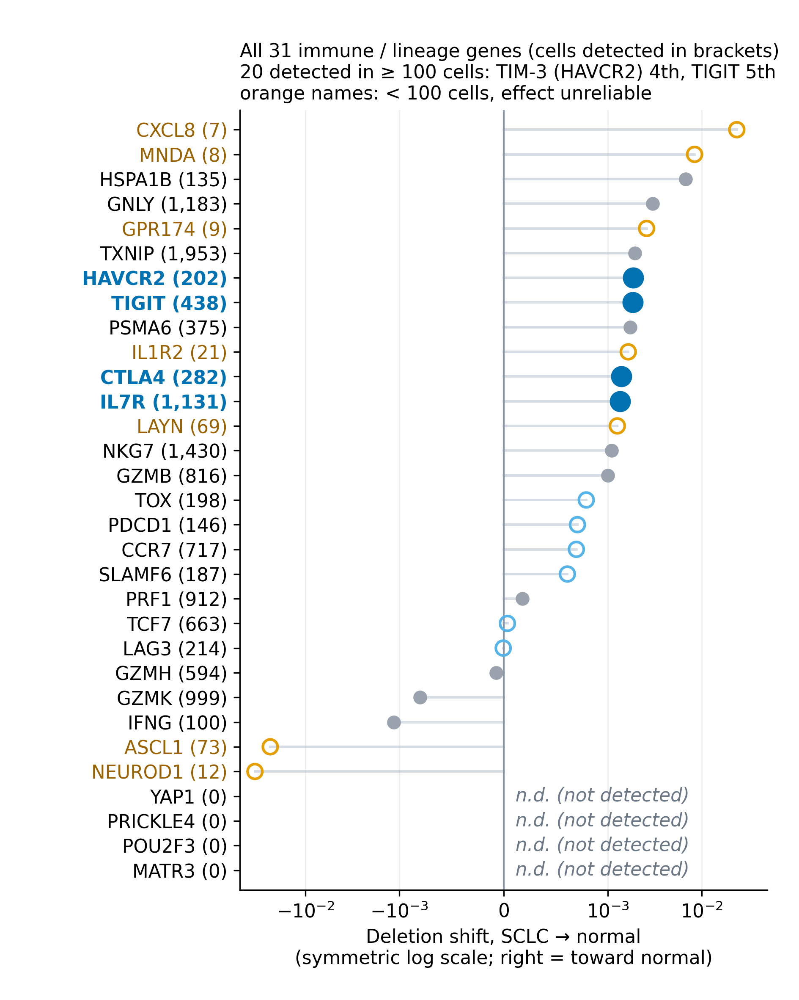 All 31 immune / lineage genes (cells detected in brackets)
20 detected in ≥ 100 cells: TIM-3 (HAVCR2) 4th, TIGIT 5th
orange names: < 100 cells, effect unreliable
CXCL8 (7)
MNDA (8)
HSPA1B (135)
GNLY (1,183)
GPR174 (9)
TXNIP (1,953)
HAVCR2 (202)
TIGIT (438)
PSMA6 (375)
IL1R2 (21)
CTLA4 (282)
IL7R (1,131)
LAYN (69)
NKG7 (1,430)
GZMB (816)
TOX (198)
PDCD1 (146)
CCR7 (717)
SLAMF6 (187)
PRF1 (912)
TCF7 (663)
LAG3 (214)
GZMH (594)
GZMK (999)
IFNG (100)
ASCL1 (73)
NEUROD1 (12)
YAP1 (0) n.d. (not detected)
PRICKLE4 (0) n.d. (not detected)
POU2F3 (0) n.d. (not detected)
MATR3 (0) n.d. (not detected)
−10⁻² −10⁻³ 0 10⁻³ 10⁻²
Deletion shift, SCLC → normal
(symmetric log scale; right = toward normal)